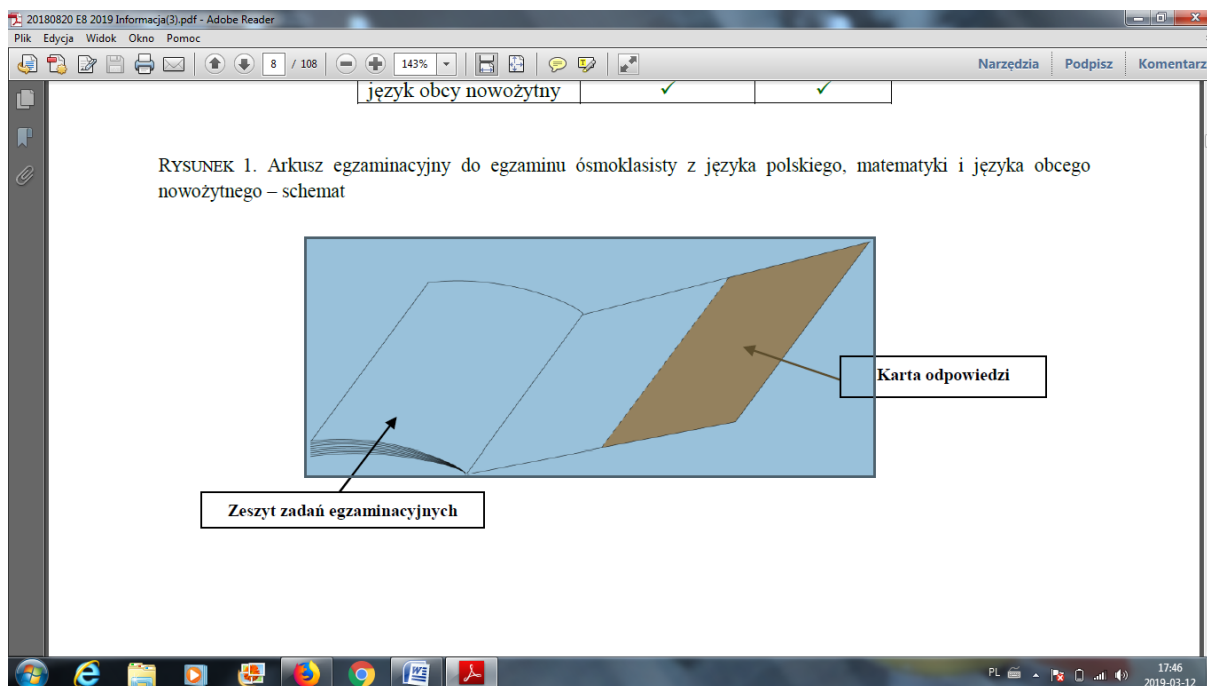 20180820 E8 2019 Informacja(3).pdf - Adobe Reader
Plik Edycja Widok Okno Pomoc
8 / 108 143% Narzędzia Podpisz Komentarz
język obcy nowożytny ✓ ✓
RYSUNEK 1. Arkusz egzaminacyjny do egzaminu ósmoklasisty z języka polskiego, matematyki i języka obcego
nowożytnego – schemat
Karta odpowiedzi
Zeszyt zadań egzaminacyjnych
PL 17:46
2019-03-12